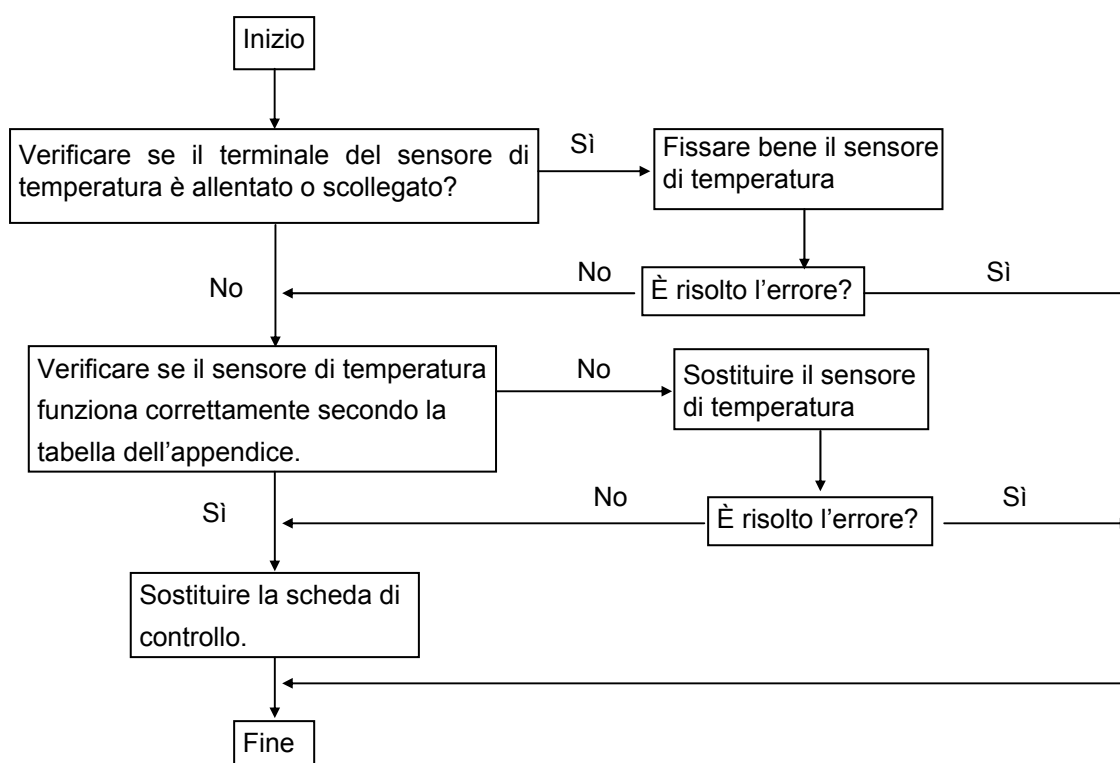 Inizio
Verificare se il terminale del sensore di
temperatura è allentato o scollegato?
Sì
Fissare bene il sensore
di temperatura
No
No
È risolto l'errore?
Sì
Verificare se il sensore di temperatura
funziona correttamente secondo la
tabella dell'appendice.
No
Sostituire il sensore
di temperatura
Sì
No
È risolto l'errore?
Sì
Sostituire la scheda di
controllo.
Fine